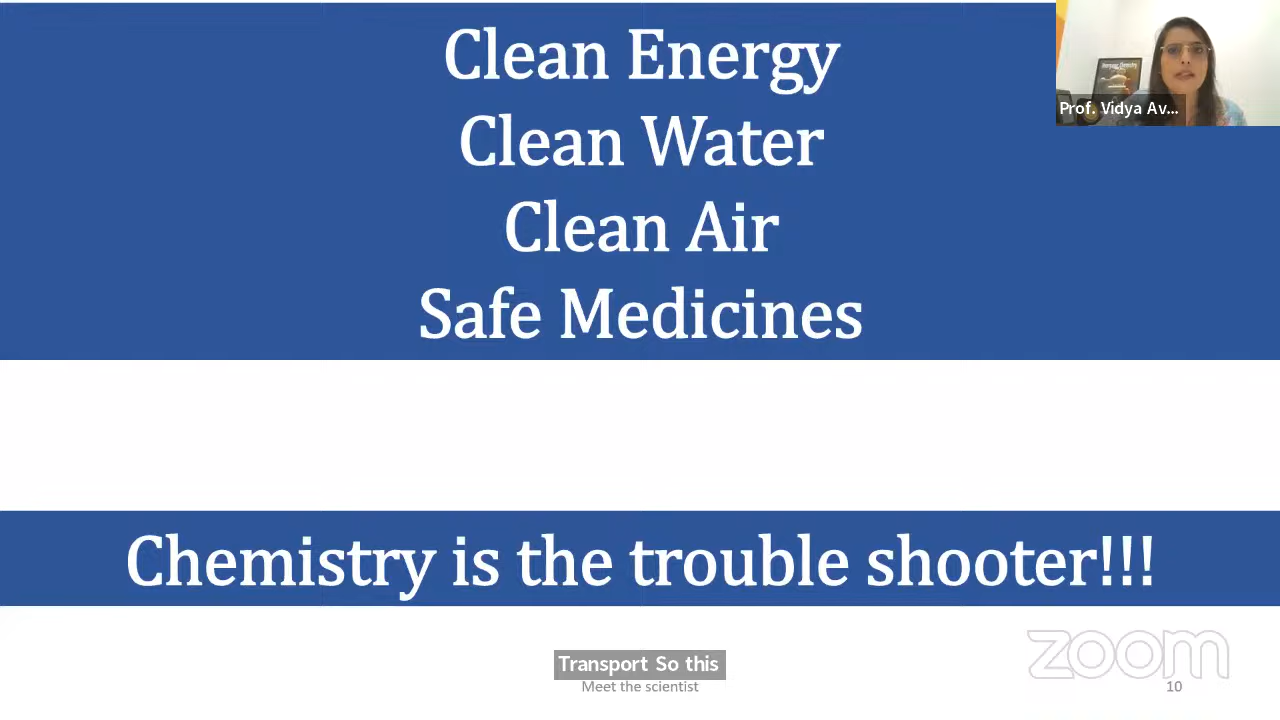 Clean Energy
Clean Water
Clean Air
Safe Medicines
Prof. Vidya Av...
Chemistry is the trouble shooter!!!
Transport So this
Meet the scientist
10
zoom